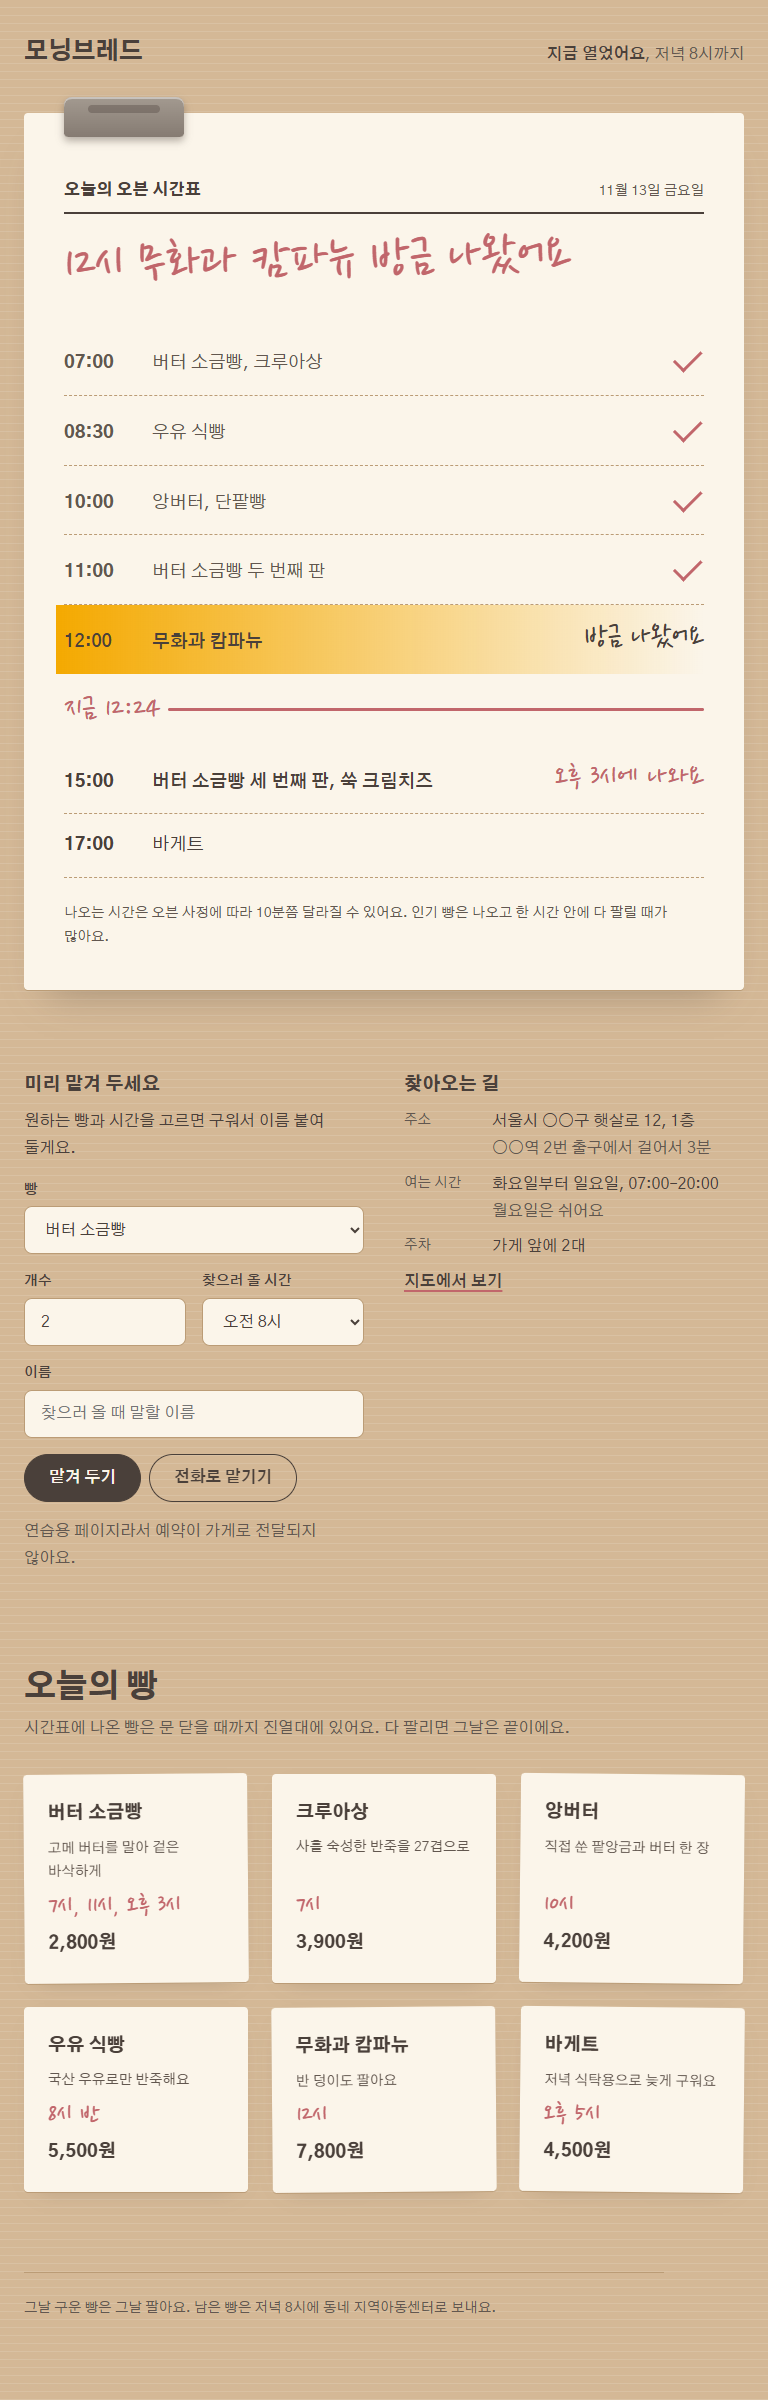 모닝브레드
지금 열었어요, 저녁 8시까지
오늘의 오븐 시간표
11월 13일 금요일
12시 무화과 캄파뉴 방금 나왔어요
07:00 버터 소금빵, 크루아상
08:30 우유 식빵
10:00 앙버터, 단팥빵
11:00 버터 소금빵 두 번째 판
12:00 무화과 캄파뉴 방금 나왔어요
지금 12:24
15:00 버터 소금빵 세 번째 판, 쑥 크림치즈 오후 3시에 나와요
17:00 바게트
나오는 시간은 오븐 사정에 따라 10분쯤 달라질 수 있어요. 인기 빵은 나오고 한 시간 안에 다 팔릴 때가
많아요.
미리 맡겨 두세요
원하는 빵과 시간을 고르면 구워서 이름 붙여
둘게요.
빵
버터 소금빵
개수
찾으러 올 시간
2
오전 8시
이름
찾으러 올 때 말할 이름
맡겨 두기
전화로 맡기기
연습용 페이지라서 예약이 가게로 전달되지
않아요.
찾아오는 길
주소 서울시 〇〇구 햇살로 12, 1층
〇〇역 2번 출구에서 걸어서 3분
여는 시간 화요일부터 일요일, 07:00–20:00
월요일은 쉬어요
주차 가게 앞에 2대
지도에서 보기
오늘의 빵
시간표에 나온 빵은 문 닫을 때까지 진열대에 있어요. 다 팔리면 그날은 끝이에요.
버터 소금빵
고메 버터를 말아 겉은
바삭하게
7시, 11시, 오후 3시
2,800원
크루아상
사흘 숙성한 반죽을 27겹으로
7시
3,900원
앙버터
직접 쑨 팥앙금과 버터 한 장
10시
4,200원
우유 식빵
국산 우유로만 반죽해요
8시 반
5,500원
무화과 캄파뉴
반 덩이도 팔아요
12시
7,800원
바게트
저녁 식탁용으로 늦게 구워요
오후 5시
4,500원
그날 구운 빵은 그날 팔아요. 남은 빵은 저녁 8시에 동네 지역아동센터로 보내요.